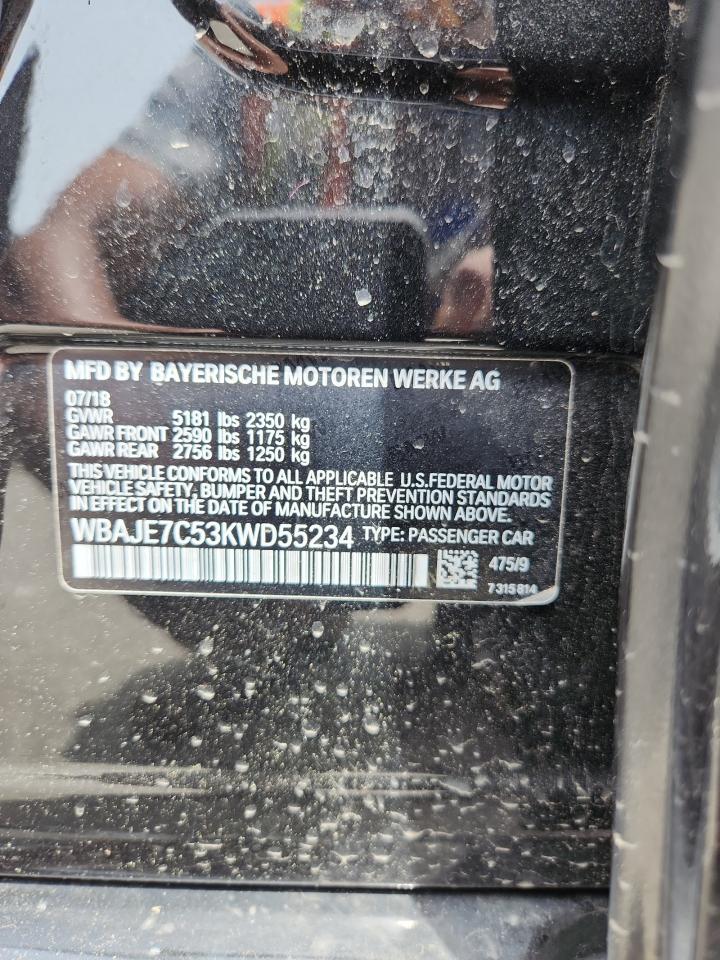 MFD BY BAYERISCHE MOTOREN WERKE AG
07/18
GVWR 5181 lbs 2350 kg
GAWR FRONT 2590 lbs 1175 kg
GAWR REAR 2756 lbs 1250 kg
THIS VEHICLE CONFORMS TO ALL APPLICABLE U.S.FEDERAL MOTOR
VEHICLE SAFETY, BUMPER AND THEFT PREVENTION STANDARDS
IN EFFECT ON THE DATE OF MANUFACTURE SHOWN ABOVE.
WBAJE7C53KWD55234 TYPE: PASSENGER CAR
475/9
7315814